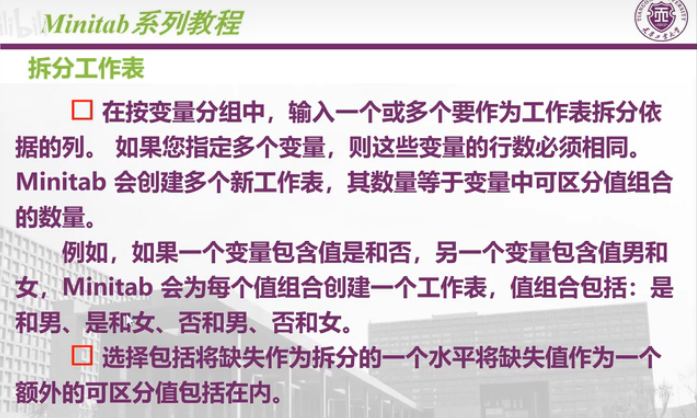 Minitab系列教程
拆分工作表
□ 在按变量分组中，输入一个或多个要作为工作表拆分依
据的列。 如果您指定多个变量，则这些变量的行数必须相同。
Minitab 会创建多个新工作表，其数量等于变量中可区分值组合
的数量。
例如，如果一个变量包含值是和否，另一个变量包含值男和
女，Minitab 会为每个值组合创建一个工作表，值组合包括：是
和男、是和女、否和男、否和女。
□ 选择包括将缺失作为拆分的一个水平将缺失值作为一个
额外的可区分值包括在内。